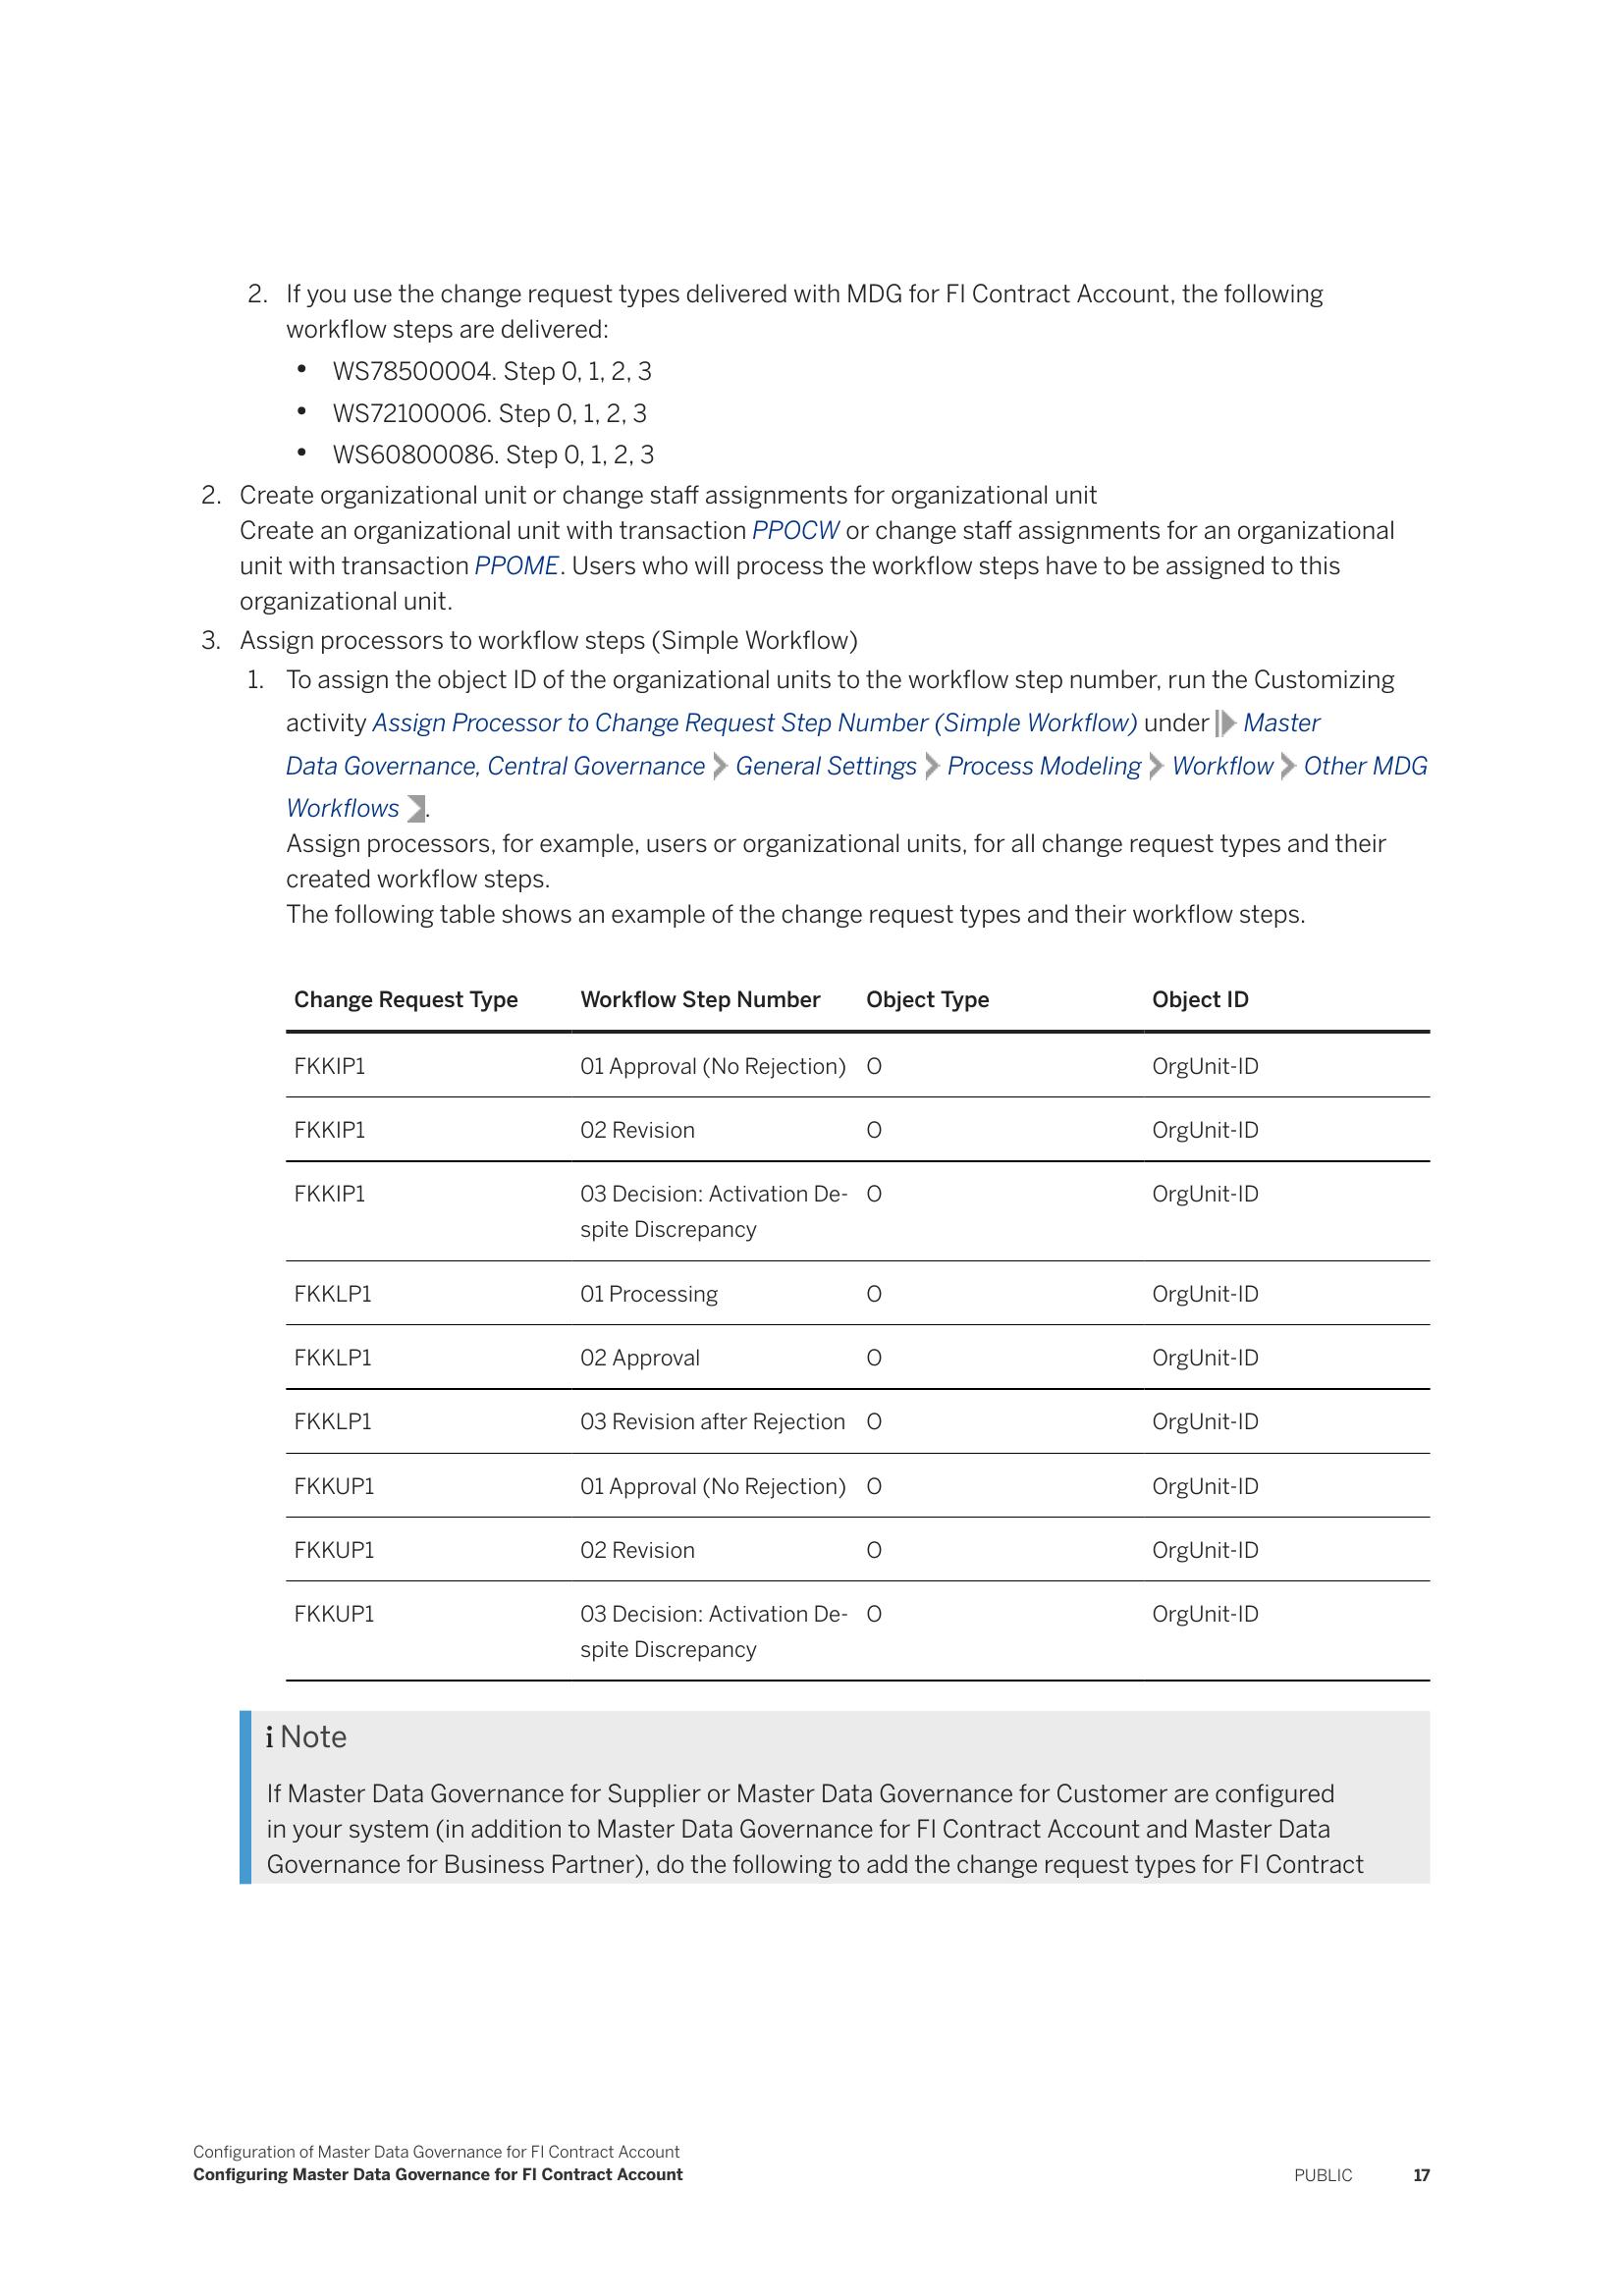 2. If you use the change request types delivered with MDG for FI Contract Account, the following
workflow steps are delivered:
• WS78500004. Step 0, 1, 2, 3
• WS72100006. Step 0, 1, 2, 3
• WS60800086. Step 0, 1, 2, 3
2. Create organizational unit or change staff assignments for organizational unit
Create an organizational unit with transaction PPOCW or change staff assignments for an organizational
unit with transaction PPOME. Users who will process the workflow steps have to be assigned to this
organizational unit.
3. Assign processors to workflow steps (Simple Workflow)
1. To assign the object ID of the organizational units to the workflow step number, run the Customizing
activity Assign Processor to Change Request Step Number (Simple Workflow) under Master
Data Governance, Central Governance General Settings Process Modeling Workflow Other MDG
Workflows .
Assign processors, for example, users or organizational units, for all change request types and their
created workflow steps.
The following table shows an example of the change request types and their workflow steps.
Change Request Type Workflow Step Number Object Type Object ID
FKKIP1 01 Approval (No Rejection) O OrgUnit-ID
FKKIP1 02 Revision O OrgUnit-ID
FKKIP1 03 Decision: Activation De- O OrgUnit-ID
spite Discrepancy
FKKLP1 01 Processing O OrgUnit-ID
FKKLP1 02 Approval O OrgUnit-ID
FKKLP1 03 Revision after Rejection O OrgUnit-ID
FKKUP1 01 Approval (No Rejection) O OrgUnit-ID
FKKUP1 02 Revision O OrgUnit-ID
FKKUP1 03 Decision: Activation De- O OrgUnit-ID
spite Discrepancy
i Note
If Master Data Governance for Supplier or Master Data Governance for Customer are configured
in your system (in addition to Master Data Governance for FI Contract Account and Master Data
Governance for Business Partner), do the following to add the change request types for FI Contract
Configuration of Master Data Governance for FI Contract Account
Configuring Master Data Governance for FI Contract Account PUBLIC 17